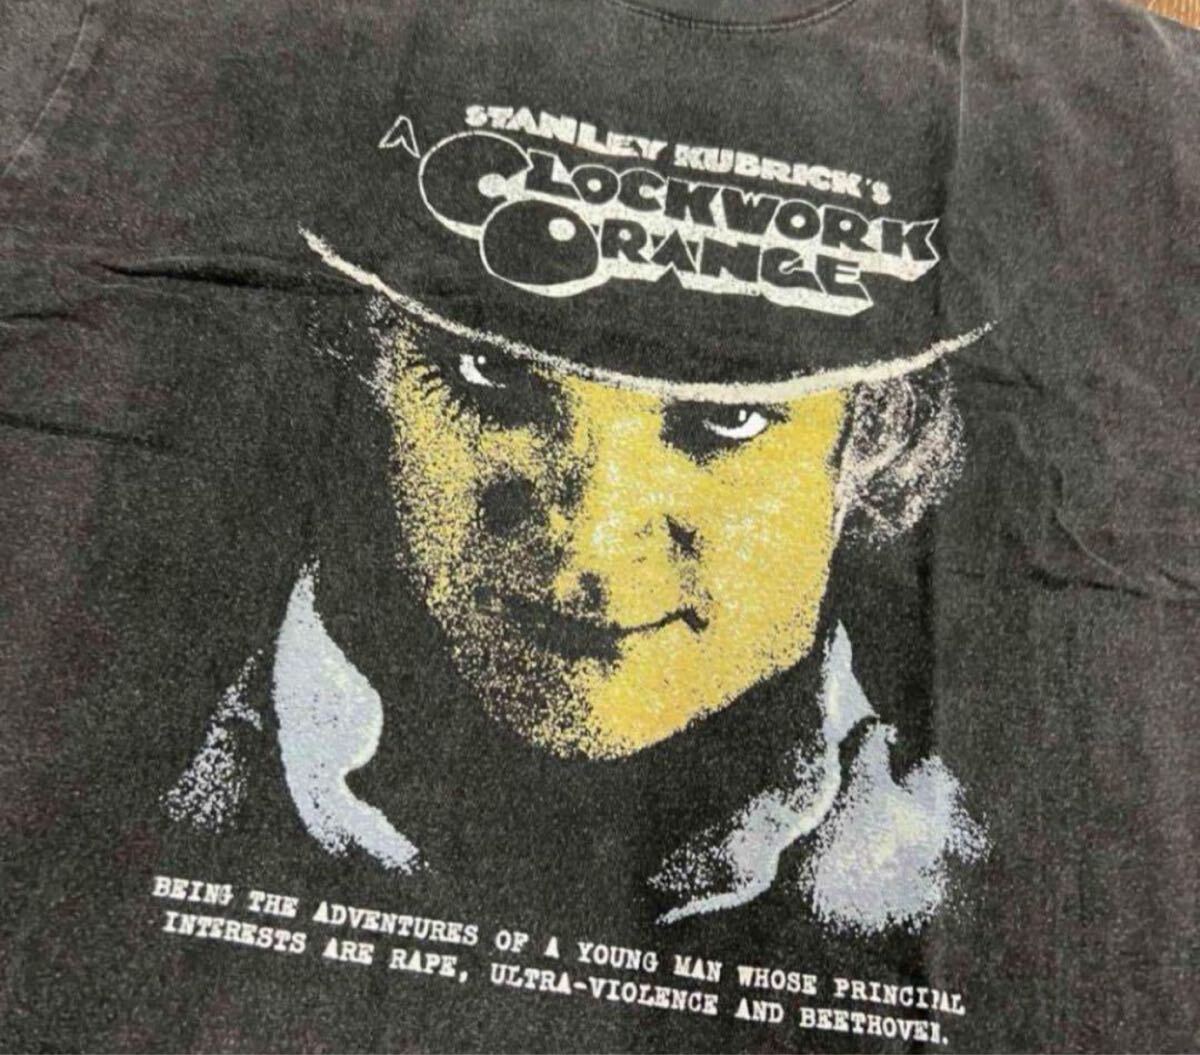 STANLEY KUBRICK'S
A CLOCKWORK
ORANGE
BEING THE ADVENTURES OF A YOUNG MAN WHOSE PRINCIPAL
INTERESTS ARE RAPE, ULTRA-VIOLENCE AND BEETHOVEN.